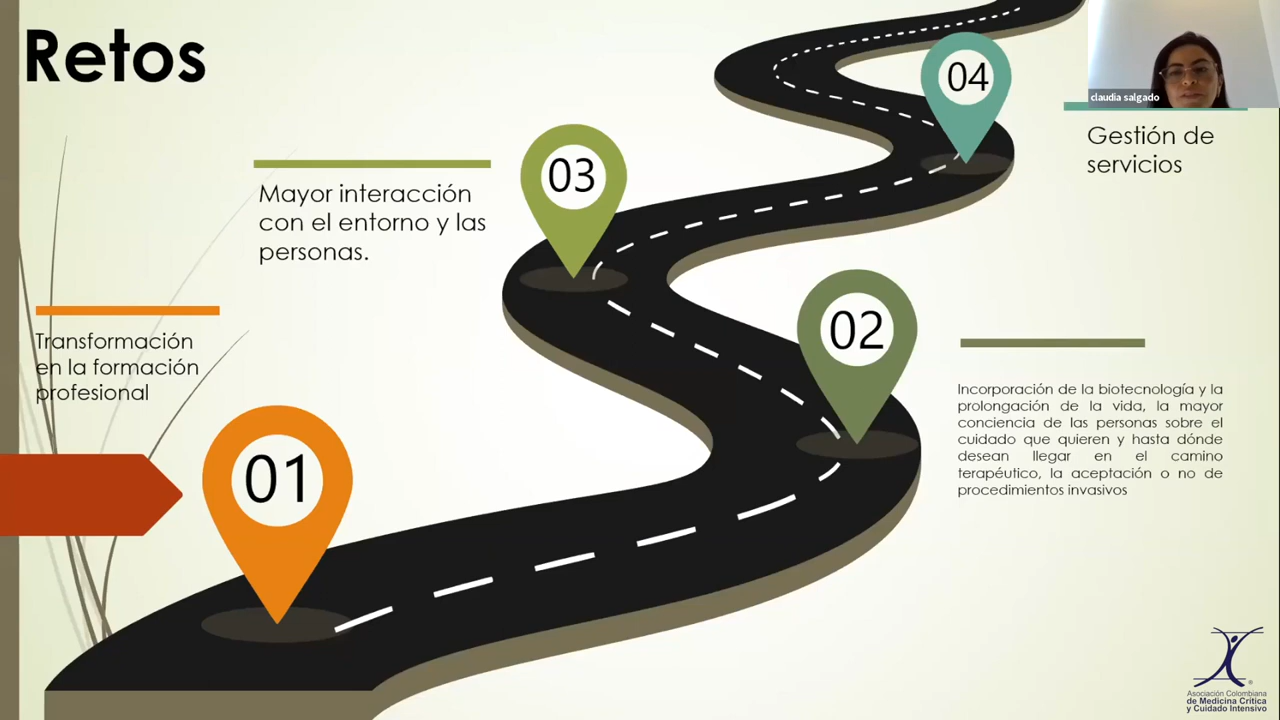 Retos
claudia salgado
04
Gestión de
servicios
03
Mayor interacción
con el entorno y las
personas.
02
Incorporación de la biotecnología y la
prolongación de la vida, la mayor
conciencia de las personas sobre el
cuidado que quieren y hasta dónde
desean llegar en el camino
terapéutico, la aceptación o no de
procedimientos invasivos
Transformación
en la formación
profesional
01
Asociación Colombiana
de Medicina Crítica
y Cuidado Intensivo